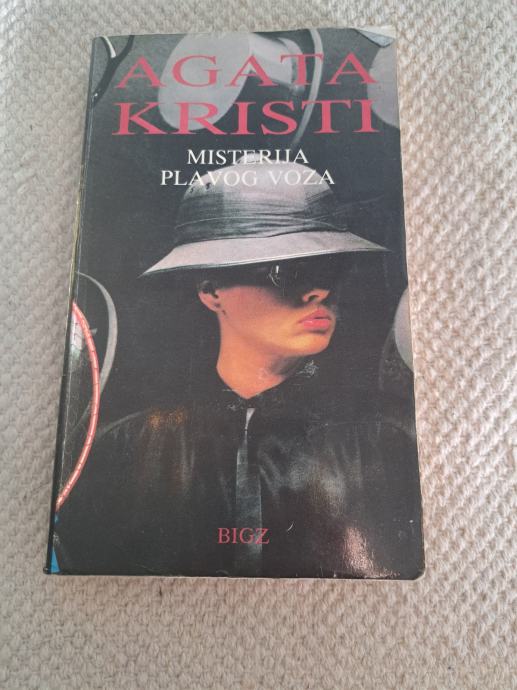 AGATA
KRISTI
MISTERIJA
PLAVOG VOZA
BIGZ